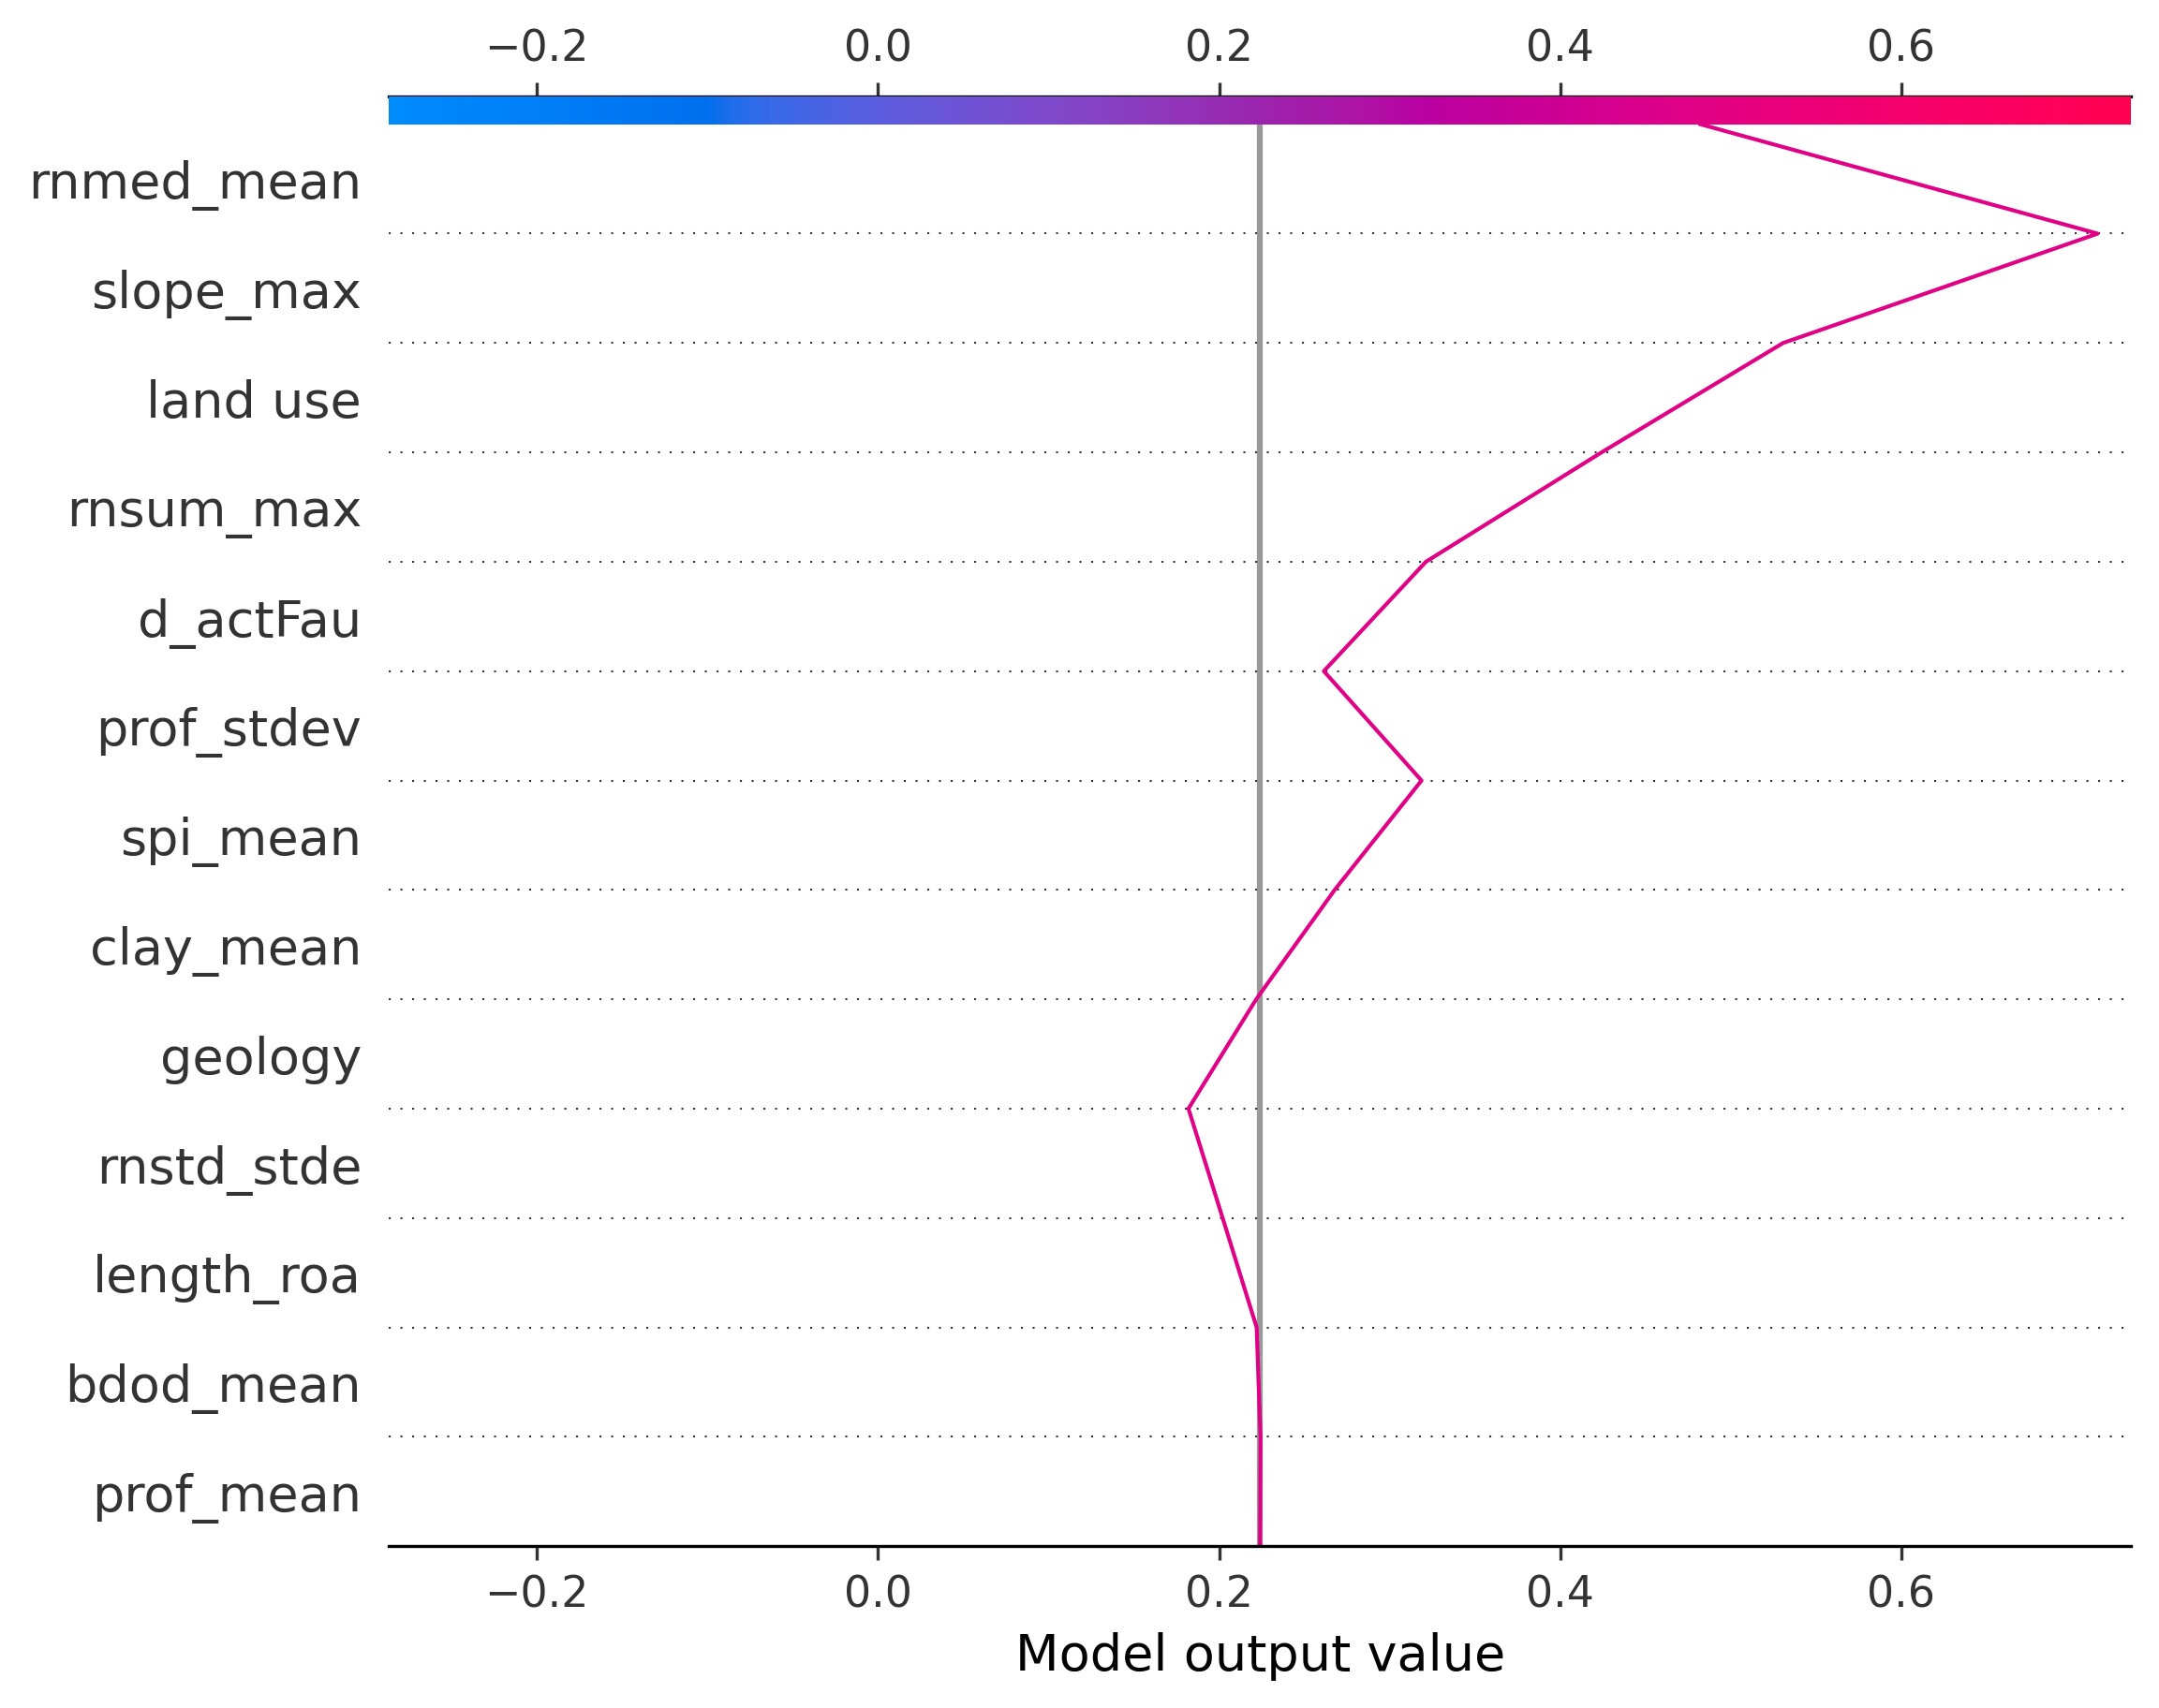 −0.2 0.0 0.2 0.4 0.6
rnmed_mean
slope_max
land use
rnsum_max
d_actFau
prof_stdev
spi_mean
clay_mean
geology
rnstd_stde
length_roa
bdod_mean
prof_mean
−0.2 0.0 0.2 0.4 0.6
Model output value